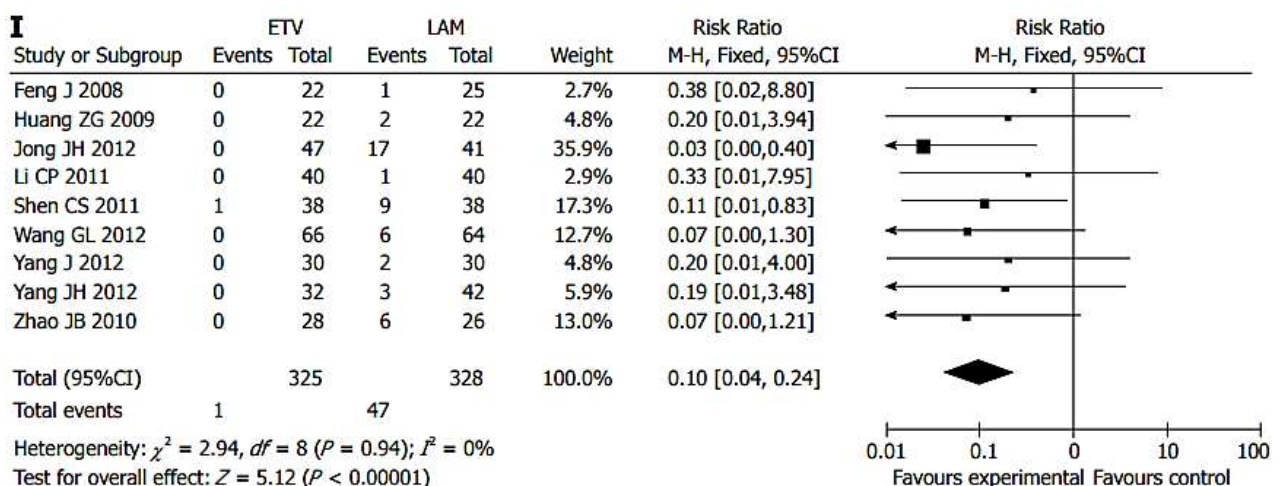 I
ETV LAM Risk Ratio Risk Ratio
Study or Subgroup Events Total Events Total Weight M-H, Fixed, 95%CI M-H, Fixed, 95%CI
Feng J 2008 0 22 1 25 2.7% 0.38 [0.02,8.80]
Huang ZG 2009 0 22 2 22 4.8% 0.20 [0.01,3.94]
Jong JH 2012 0 47 17 41 35.9% 0.03 [0.00,0.40]
Li CP 2011 0 40 1 40 2.9% 0.33 [0.01,7.95]
Shen CS 2011 1 38 9 38 17.3% 0.11 [0.01,0.83]
Wang GL 2012 0 66 6 64 12.7% 0.07 [0.00,1.30]
Yang J 2012 0 30 2 30 4.8% 0.20 [0.01,4.00]
Yang JH 2012 0 32 3 42 5.9% 0.19 [0.01,3.48]
Zhao JB 2010 0 28 6 26 13.0% 0.07 [0.00,1.21]
Total (95%CI) 325 328 100.0% 0.10 [0.04, 0.24]
Total events 1 47
Heterogeneity: χ² = 2.94, df = 8 (P = 0.94); I² = 0%
Test for overall effect: Z = 5.12 (P < 0.00001)
0.01 0.1 0 10 100
Favours experimental Favours control